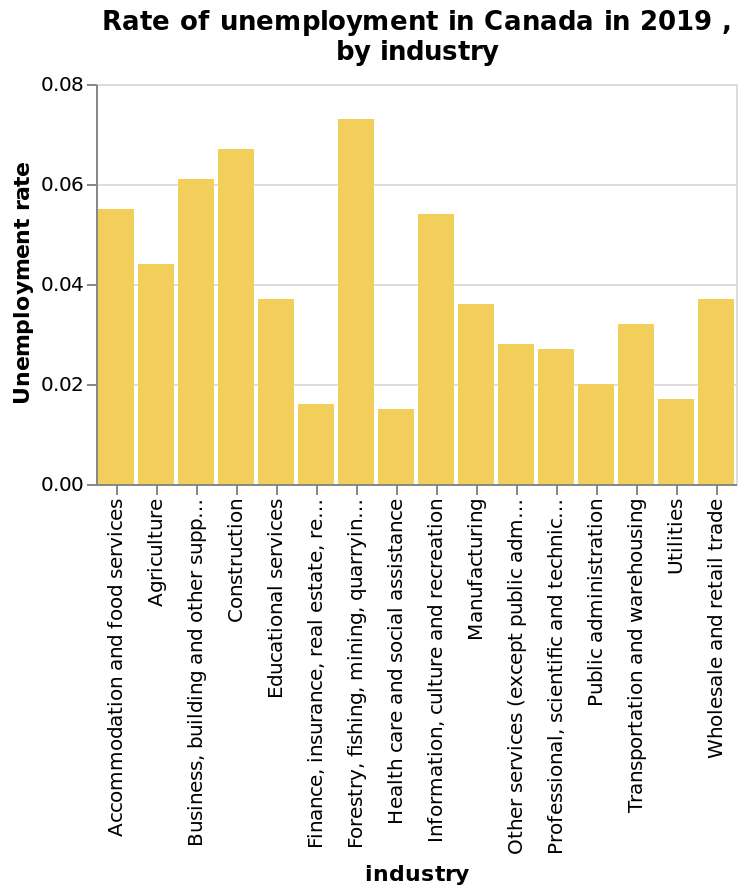 Rate of unemployment in Canada in 2019 ,
by industry
Unemployment rate
0.08
0.06
0.04
0.02
0.00
Accommodation and food services
Agriculture
Business, building and other supp...
Construction
Educational services
Finance, insurance, real estate, re...
Forestry, fishing, mining, quarryin...
Health care and social assistance
Information, culture and recreation
Manufacturing
Other services (except public adm...
Professional, scientific and technic...
Public administration
Transportation and warehousing
Utilities
Wholesale and retail trade
industry